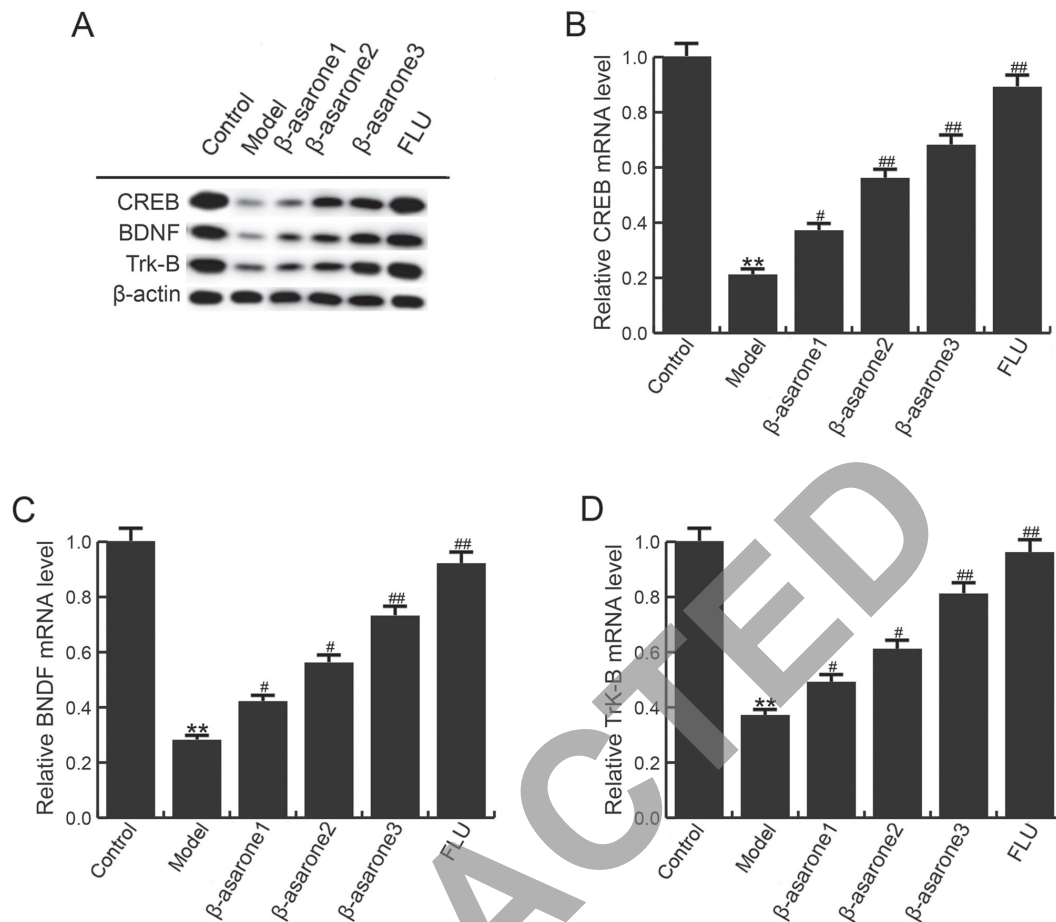 A
Control
Model
β-asarone1
β-asarone2
β-asarone3
FLU
CREB
BDNF
Trk-B
β-actin
B
Relative CREB mRNA level
1.0
0.8
0.6
0.4
0.2
0.0
**
#
##
##
##
Control
Model
β-asarone1
β-asarone2
β-asarone3
FLU
C
Relative BNDF mRNA level
1.0
0.8
0.6
0.4
0.2
0.0
**
#
#
##
##
Control
Model
β-asarone1
β-asarone2
β-asarone3
FLU
D
Relative TrK-B mRNA level
1.0
0.8
0.6
0.4
0.2
0.0
**
#
#
##
##
Control
Model
β-asarone1
β-asarone2
β-asarone3
FLU
ACTED